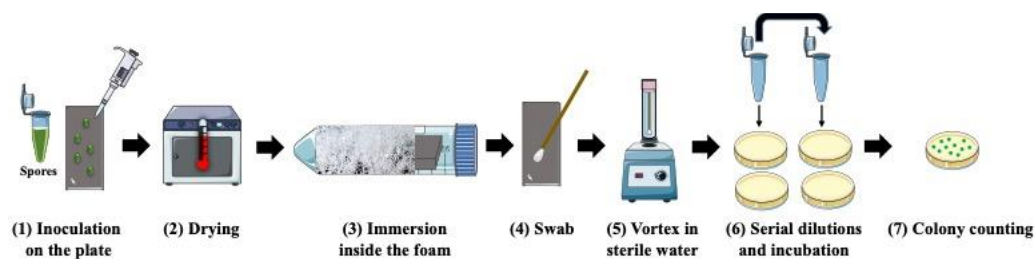 Spores
(1) Inoculation
on the plate
(2) Drying
(3) Immersion
inside the foam
(4) Swab
(5) Vortex in
sterile water
(6) Serial dilutions
and incubation
(7) Colony counting